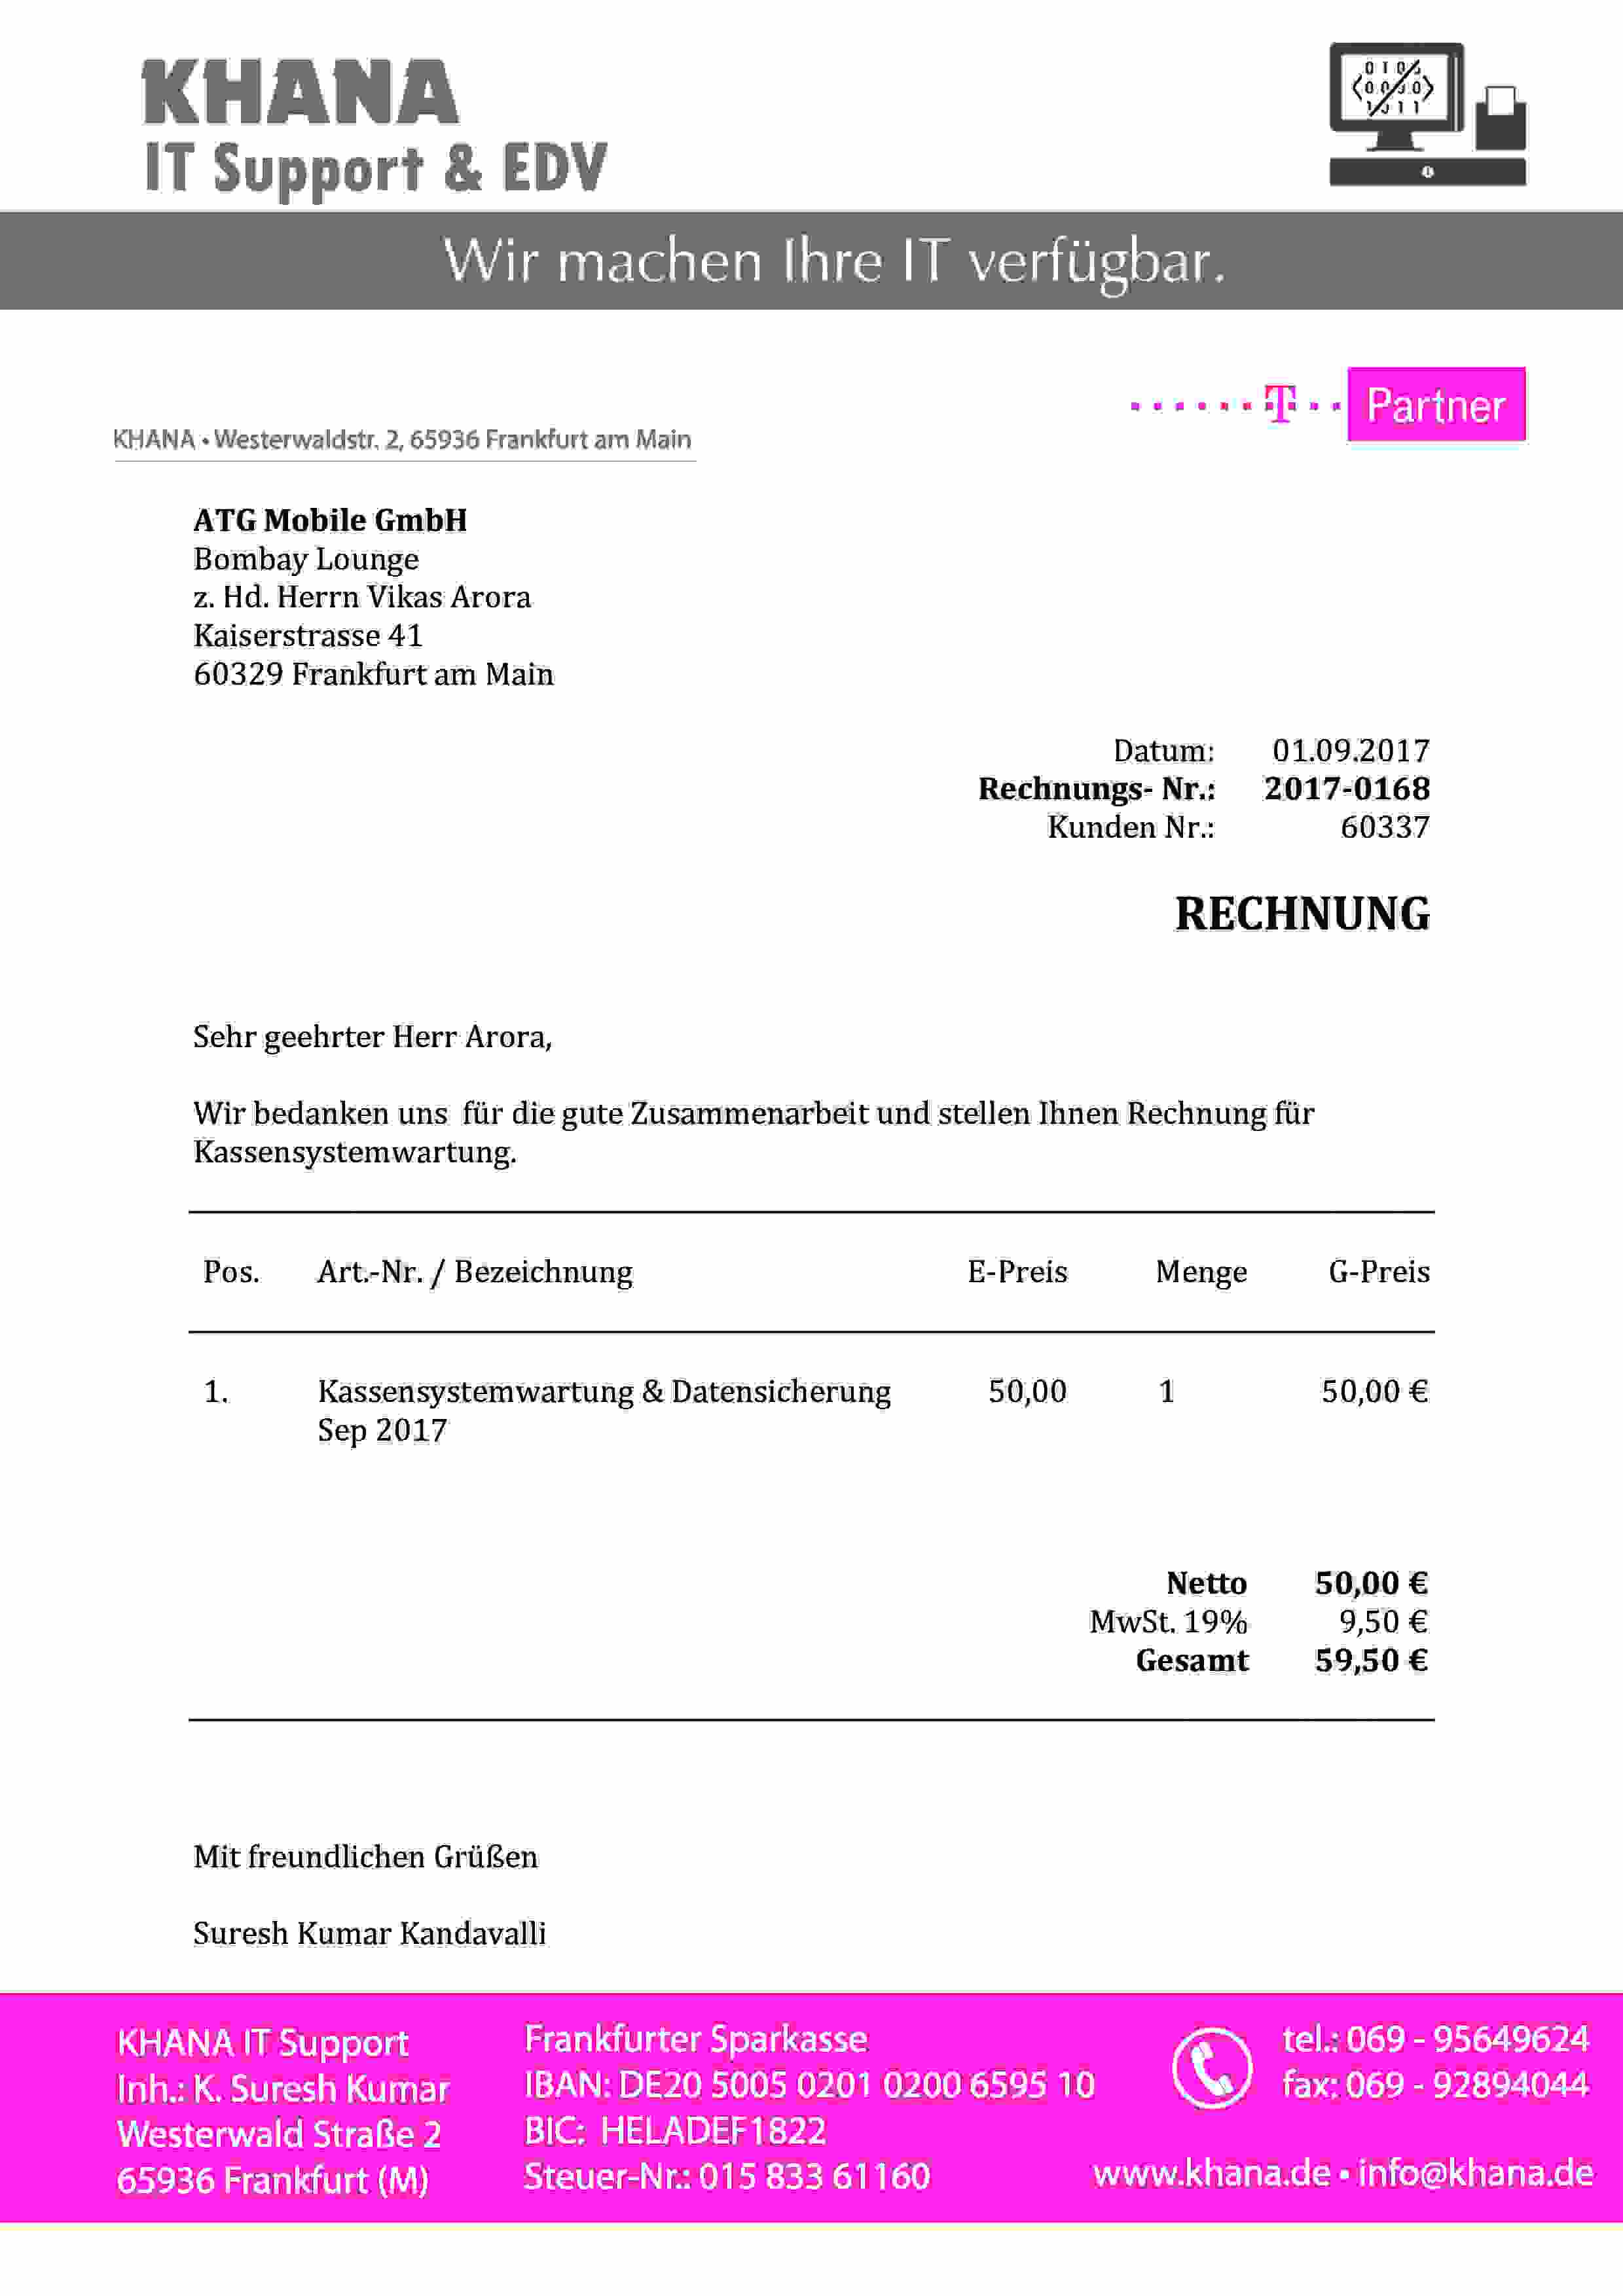 KHANA
IT Support & EDV
Wir machen Ihre IT verfügbar.
T Partner
KHANA • Westerwaldstr. 2, 65936 Frankfurt am Main
ATG Mobile GmbH
Bombay Lounge
z. Hd. Herrn Vikas Arora
Kaiserstrasse 41
60329 Frankfurt am Main
Datum: 01.09.2017
Rechnungs- Nr.: 2017-0168
Kunden Nr.: 60337
RECHNUNG
Sehr geehrter Herr Arora,
Wir bedanken uns für die gute Zusammenarbeit und stellen Ihnen Rechnung für
Kassensystemwartung.
Pos. Art.-Nr. / Bezeichnung E-Preis Menge G-Preis
1. Kassensystemwartung & Datensicherung 50,00 1 50,00 €
Sep 2017
Netto 50,00 €
MwSt. 19% 9,50 €
Gesamt 59,50 €
Mit freundlichen Grüßen
Suresh Kumar Kandavalli
KHANA IT Support
Inh.: K. Suresh Kumar
Westerwald Straße 2
65936 Frankfurt (M)
Frankfurter Sparkasse
IBAN: DE20 5005 0201 0200 6595 10
BIC: HELADEF1822
Steuer-Nr.: 015 833 61160
tel.: 069 - 95649624
fax: 069 - 92894044
www.khana.de • info@khana.de